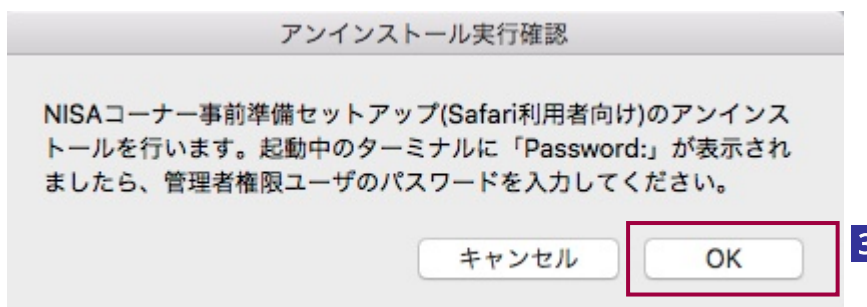 アンインストール実行確認
NISAコーナー事前準備セットアップ(Safari利用者向け)のアンインス
トールを行います。起動中のターミナルに「Password:」が表示され
ましたら、管理者権限ユーザのパスワードを入力してください。
キャンセル OK 3